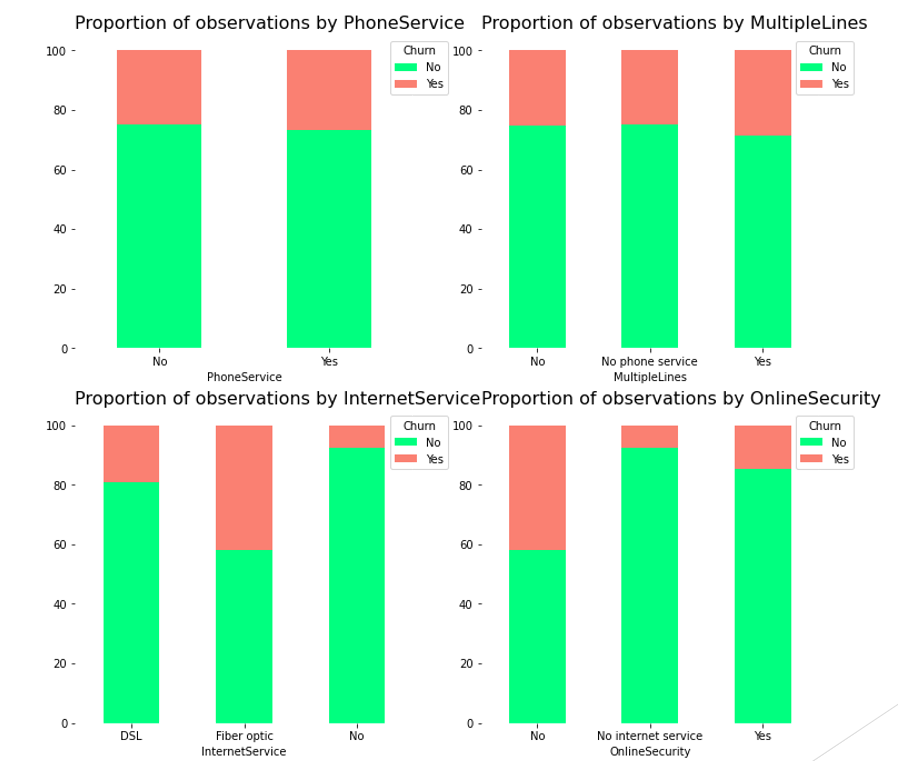 Proportion of observations by PhoneService
100
80
60
40
20
0
Churn
No
Yes
No
Yes
PhoneService
Proportion of observations by MultipleLines
100
80
60
40
20
0
Churn
No
Yes
No
No phone service
Yes
MultipleLines
Proportion of observations by InternetService
100
80
60
40
20
0
Churn
No
Yes
DSL
Fiber optic
No
InternetService
Proportion of observations by OnlineSecurity
100
80
60
40
20
0
Churn
No
Yes
No
No internet service
Yes
OnlineSecurity